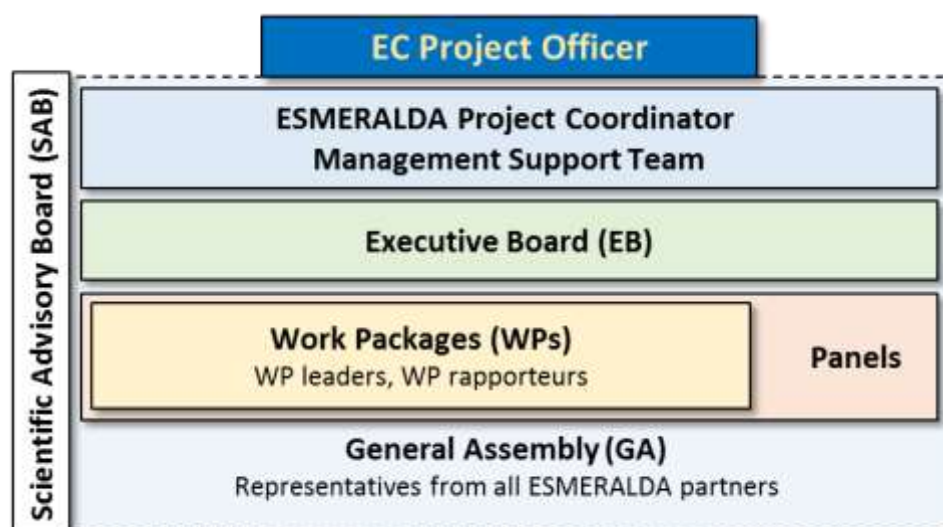 EC Project Officer
Scientific Advisory Board (SAB)
ESMERALDA Project Coordinator
Management Support Team
Executive Board (EB)
Work Packages (WPs)
WP leaders, WP rapporteurs
Panels
General Assembly (GA)
Representatives from all ESMERALDA partners